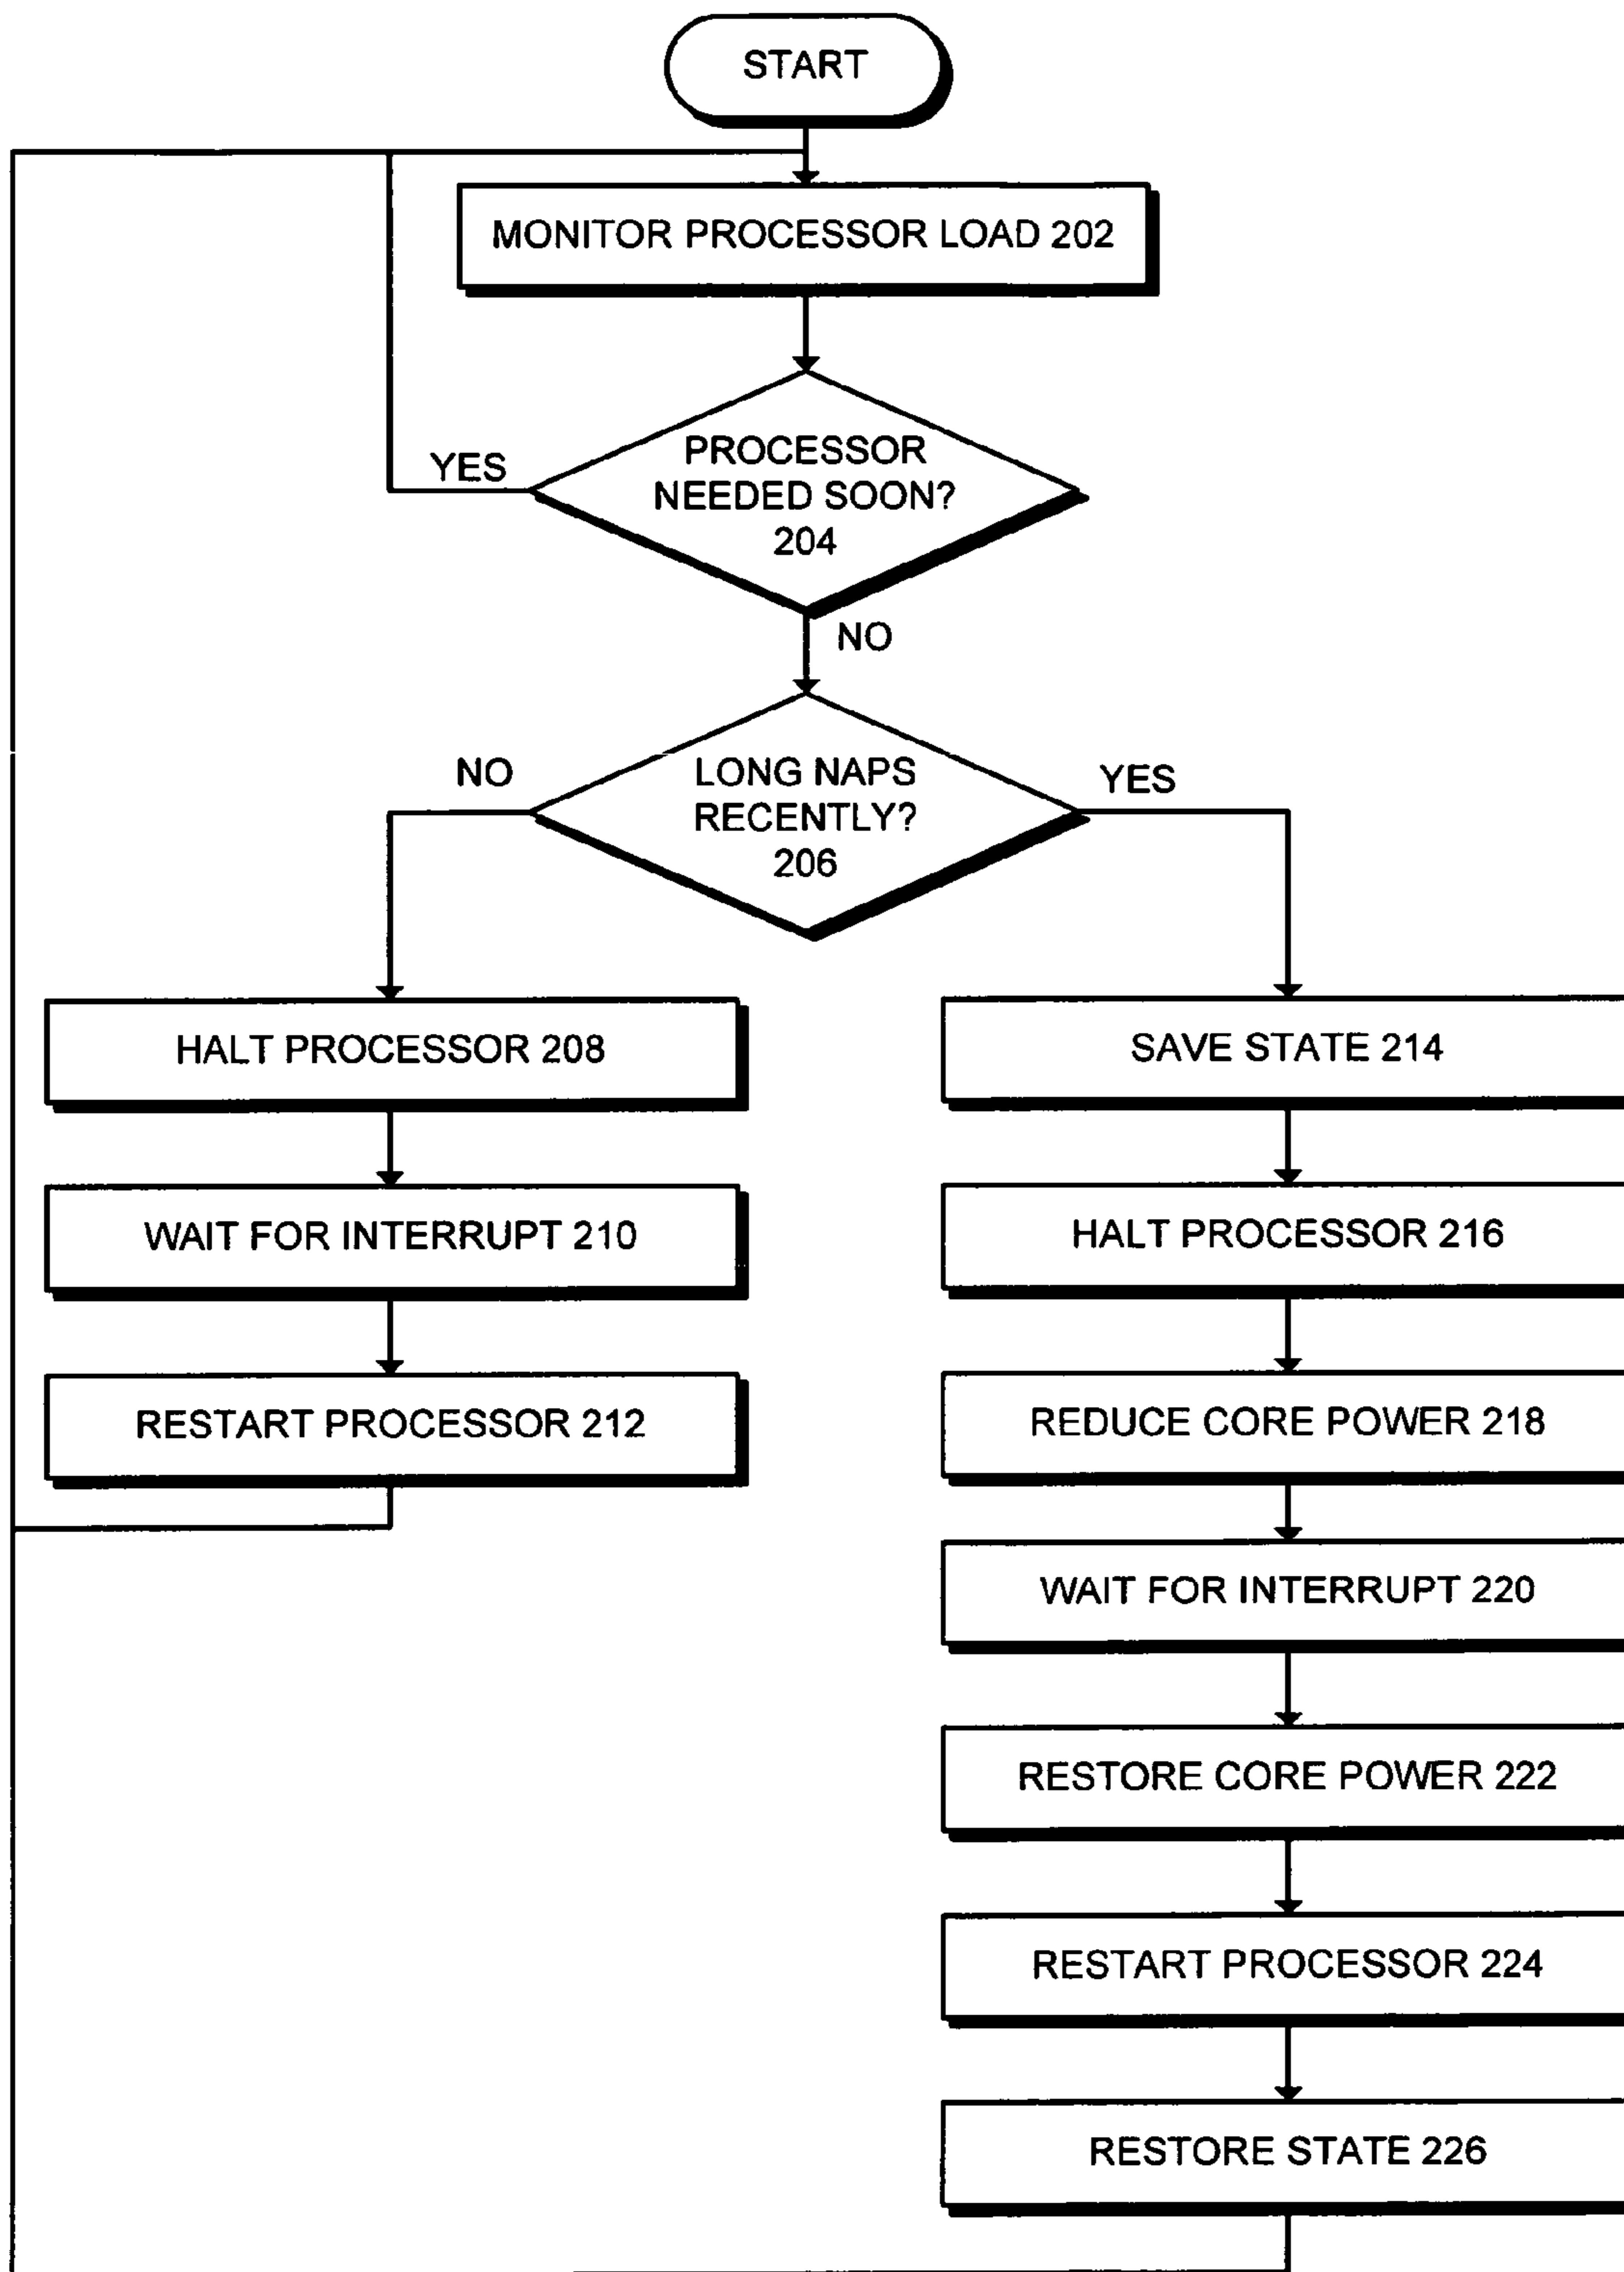 START
MONITOR PROCESSOR LOAD 202
PROCESSOR
NEEDED SOON?
204
YES
NO
LONG NAPS
RECENTLY?
206
NO
YES
HALT PROCESSOR 208
WAIT FOR INTERRUPT 210
RESTART PROCESSOR 212
SAVE STATE 214
HALT PROCESSOR 216
REDUCE CORE POWER 218
WAIT FOR INTERRUPT 220
RESTORE CORE POWER 222
RESTART PROCESSOR 224
RESTORE STATE 226